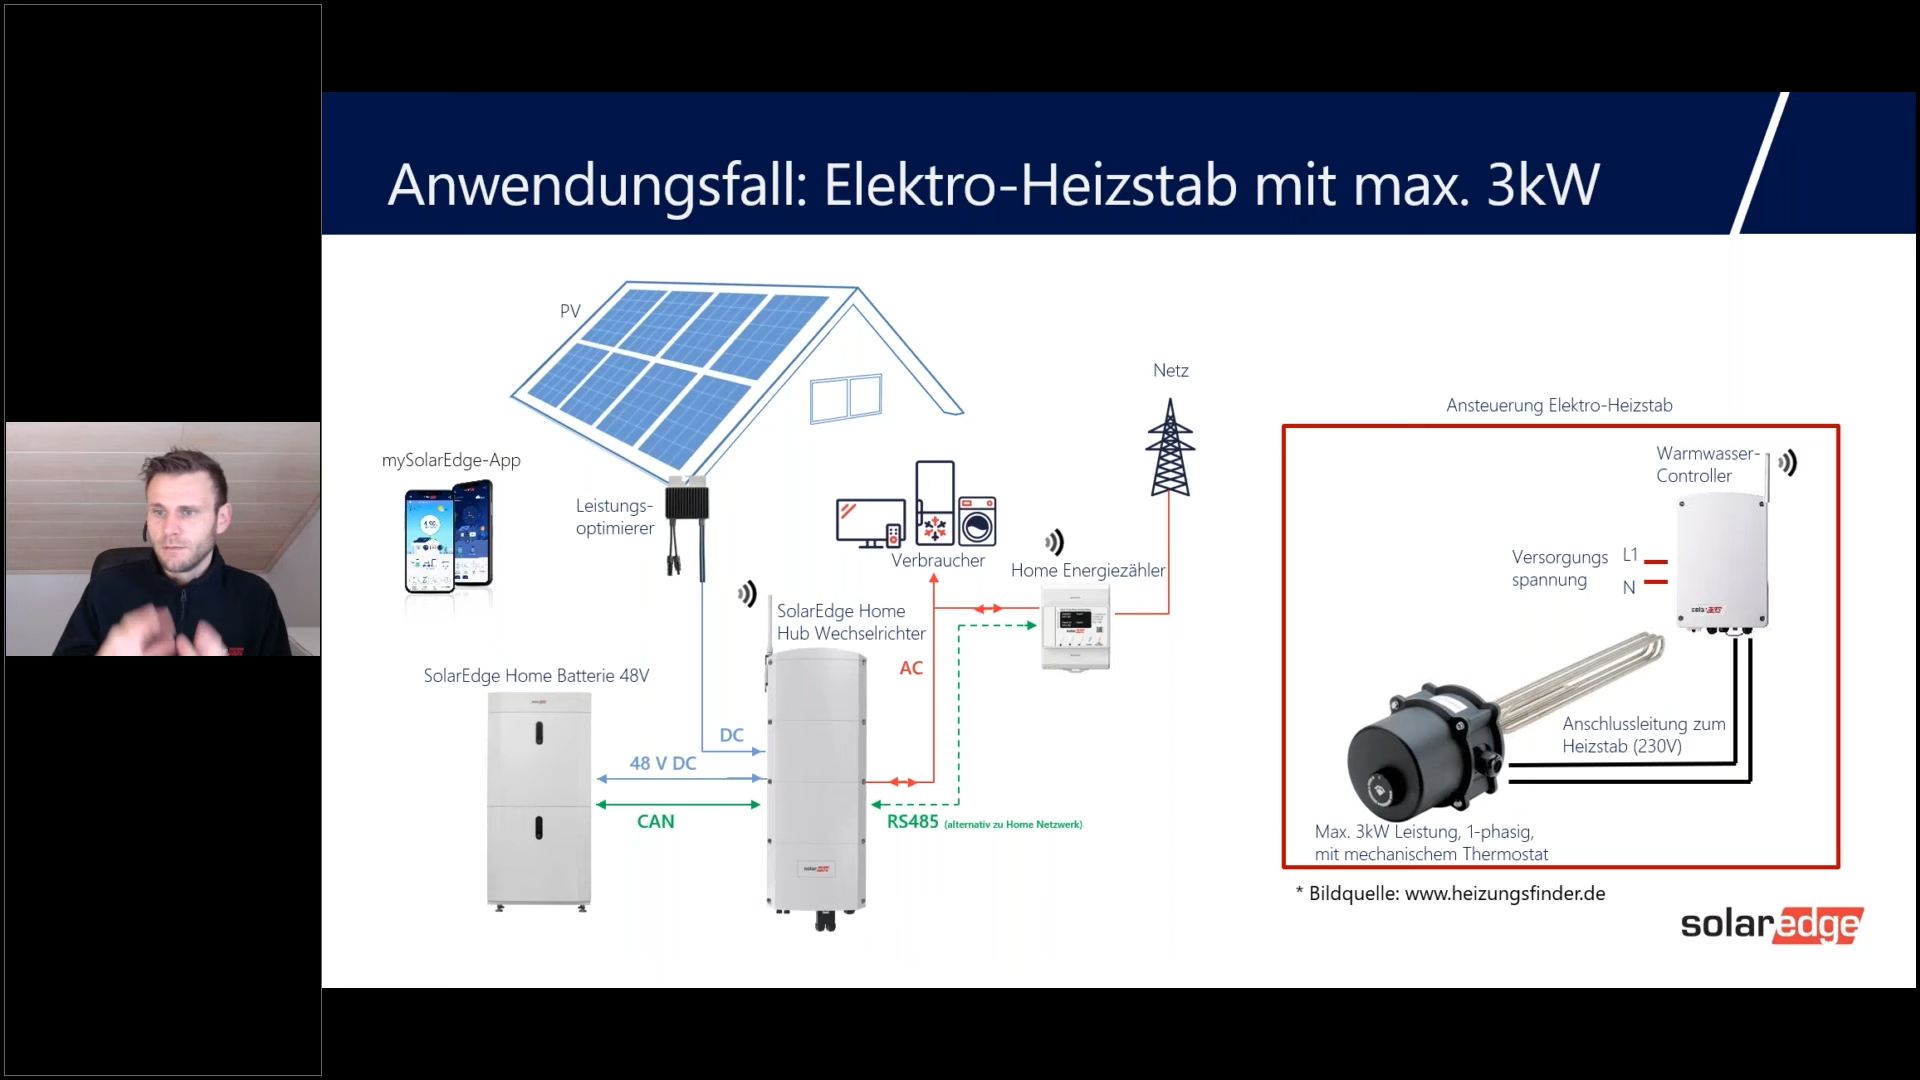 Anwendungsfall: Elektro-Heizstab mit max. 3kW
PV
Netz
Ansteuerung Elektro-Heizstab
mySolarEdge-App
Warmwasser-
Controller
Leistungs-
optimierer
Verbraucher
Home Energiezähler
Versorgungs
spannung
L1
N
SolarEdge Home
Hub Wechselrichter
AC
SolarEdge Home Batterie 48V
DC
48 V DC
CAN
RS485 (alternativ zu Home Netzwerk)
Anschlussleitung zum
Heizstab (230V)
Max. 3kW Leistung, 1-phasig,
mit mechanischem Thermostat
* Bildquelle: www.heizungsfinder.de
solaredge